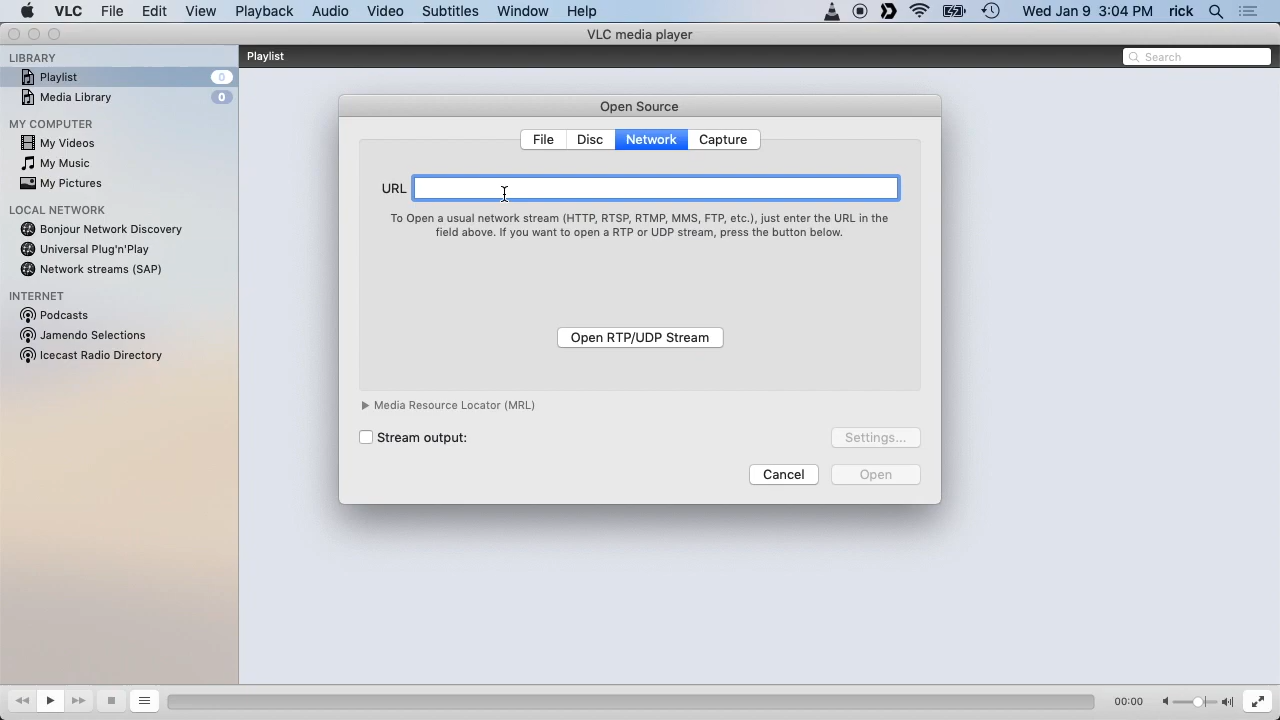 VLC File Edit View Playback Audio Video Subtitles Window Help Wed Jan 9 3:04 PM rick
VLC media player
LIBRARY
Playlist 0
Media Library 0
MY COMPUTER
My Videos
My Music
My Pictures
LOCAL NETWORK
Bonjour Network Discovery
Universal Plug'n'Play
Network streams (SAP)
INTERNET
Podcasts
Jamendo Selections
Icecast Radio Directory
Playlist Search
Open Source
File Disc Network Capture
URL
To Open a usual network stream (HTTP, RTSP, RTMP, MMS, FTP, etc.), just enter the URL in the
field above. If you want to open a RTP or UDP stream, press the button below.
Open RTP/UDP Stream
Media Resource Locator (MRL)
Stream output: Settings...
Cancel Open
00:00